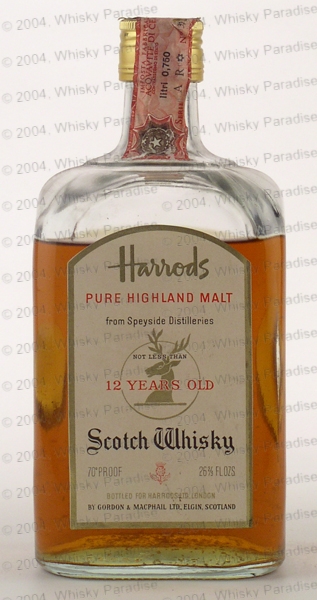 © 2004, Whisky Paradise
litri 0,750
Harrods
PURE HIGHLAND MALT
from Speyside Distilleries
NOT LESS THAN
12 YEARS OLD
Scotch Whisky
70° PROOF 26⅔ FL OZS
BOTTLED FOR HARRODS LTD, LONDON
BY GORDON & MACPHAIL LTD, ELGIN, SCOTLAND